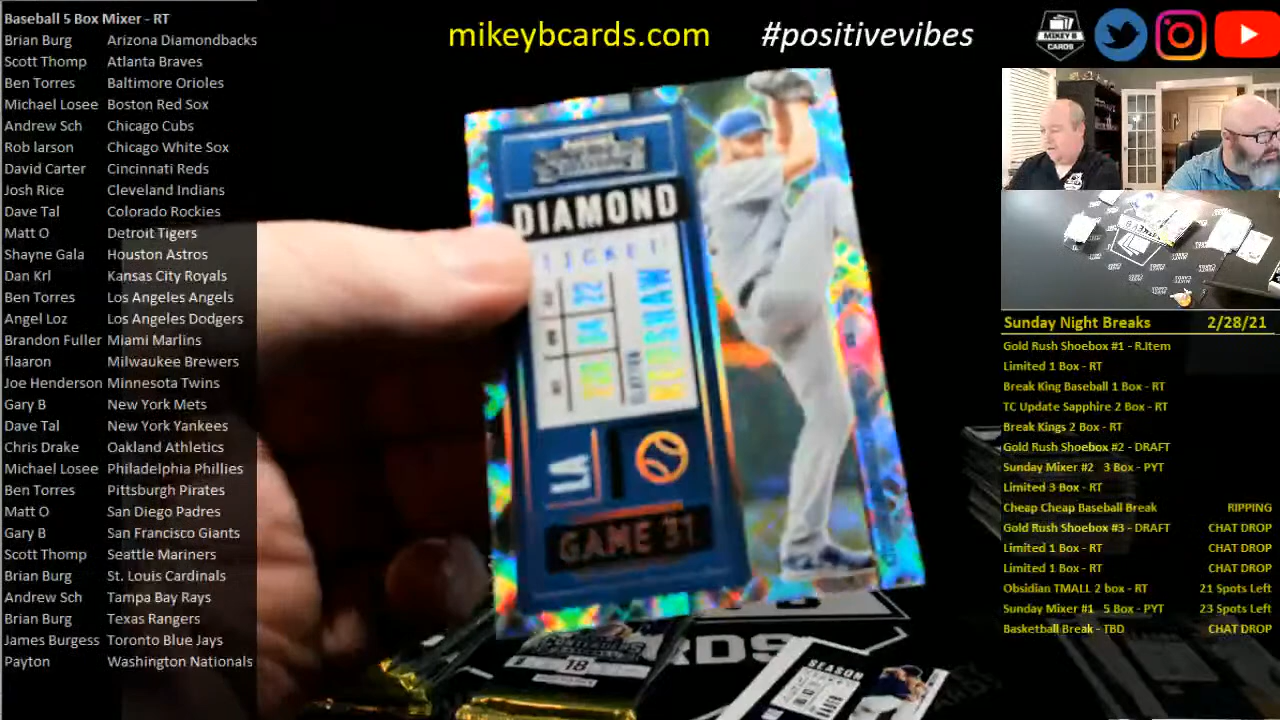 Baseball 5 Box Mixer - RT
Brian Burg Arizona Diamondbacks
Scott Thomp Atlanta Braves
Ben Torres Baltimore Orioles
Michael Losee Boston Red Sox
Andrew Sch Chicago Cubs
Rob larson Chicago White Sox
David Carter Cincinnati Reds
Josh Rice Cleveland Indians
Dave Tal Colorado Rockies
Matt O Detroit Tigers
Shayne Gala Houston Astros
Dan Krl Kansas City Royals
Ben Torres Los Angeles Angels
Angel Loz Los Angeles Dodgers
Brandon Fuller Miami Marlins
flaaron Milwaukee Brewers
Joe Henderson Minnesota Twins
Gary B New York Mets
Dave Tal New York Yankees
Chris Drake Oakland Athletics
Michael Losee Philadelphia Phillies
Ben Torres Pittsburgh Pirates
Matt O San Diego Padres
Gary B San Francisco Giants
Scott Thomp Seattle Mariners
Brian Burg St. Louis Cardinals
Andrew Sch Tampa Bay Rays
Brian Burg Texas Rangers
James Burgess Toronto Blue Jays
Payton Washington Nationals
mikeybcards.com #positivevibes
MIKEY B
CARDS
DIAMOND
TICKET
22
LA
GAME 31
18
RDS
SEASON
Sunday Night Breaks 2/28/21
Gold Rush Shoebox #1 - R.Item
Limited 1 Box - RT
Break King Baseball 1 Box - RT
TC Update Sapphire 2 Box - RT
Break Kings 2 Box - RT
Gold Rush Shoebox #2 - DRAFT
Sunday Mixer #2 3 Box - PYT
Limited 3 Box - RT
Cheap Cheap Baseball Break RIPPING
Gold Rush Shoebox #3 - DRAFT CHAT DROP
Limited 1 Box - RT CHAT DROP
Limited 1 Box - RT CHAT DROP
Obsidian TMALL 2 box - RT 21 Spots Left
Sunday Mixer #1 5 Box - PYT 23 Spots Left
Basketball Break - TBD CHAT DROP